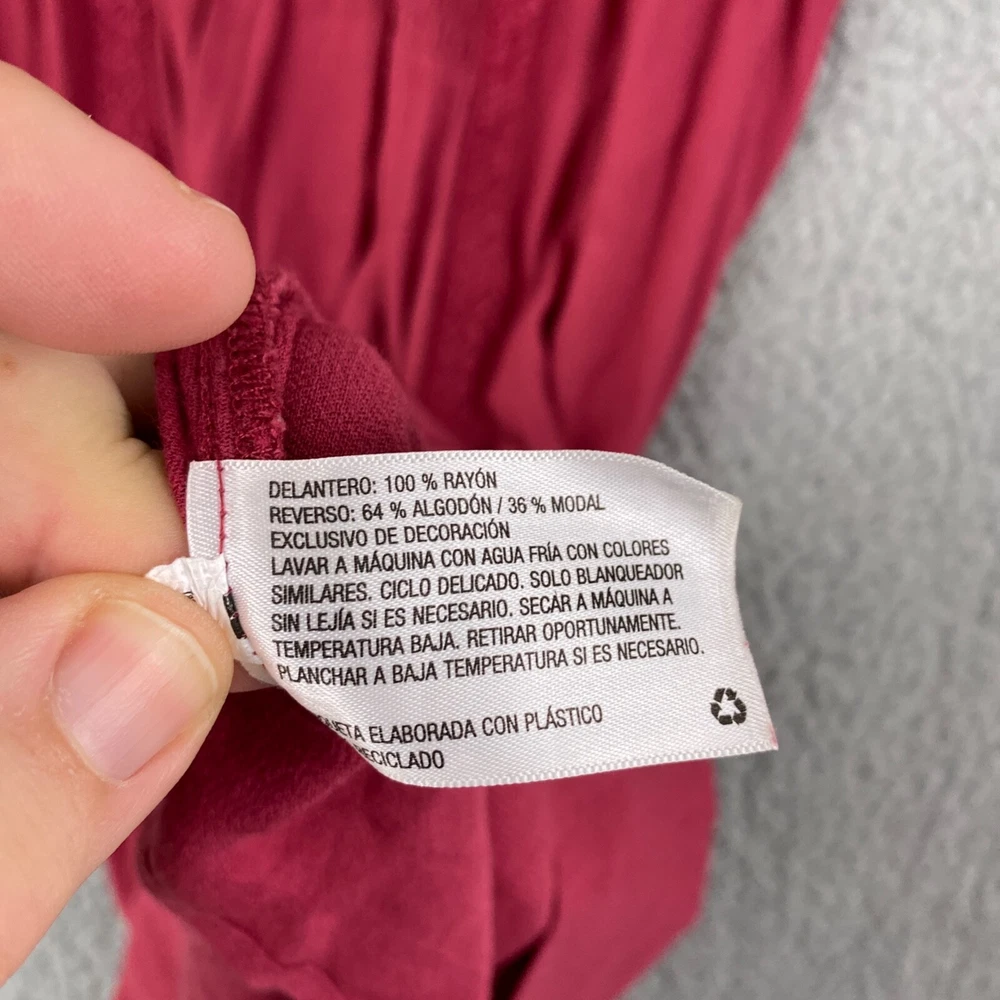 DELANTERO: 100 % RAYÓN
REVERSO: 64 % ALGODÓN / 36 % MODAL
EXCLUSIVO DE DECORACIÓN
LAVAR A MÁQUINA CON AGUA FRÍA CON COLORES
SIMILARES. CICLO DELICADO. SOLO BLANQUEADOR
SIN LEJÍA SI ES NECESARIO. SECAR A MÁQUINA A
TEMPERATURA BAJA. RETIRAR OPORTUNAMENTE.
PLANCHAR A BAJA TEMPERATURA SI ES NECESARIO.
ELABORADA CON PLÁSTICO
RECICLADO